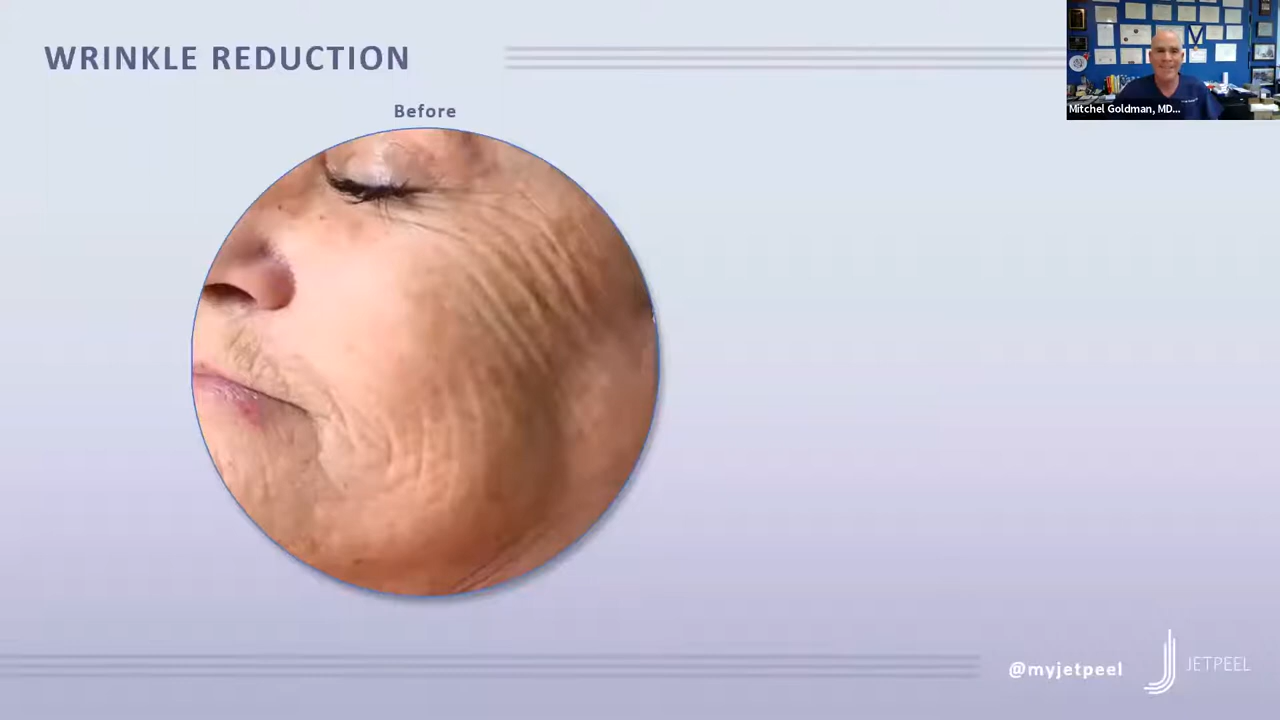 WRINKLE REDUCTION
Before
Mitchel Goldman, MD...
@myjetpeel
JETPEEL